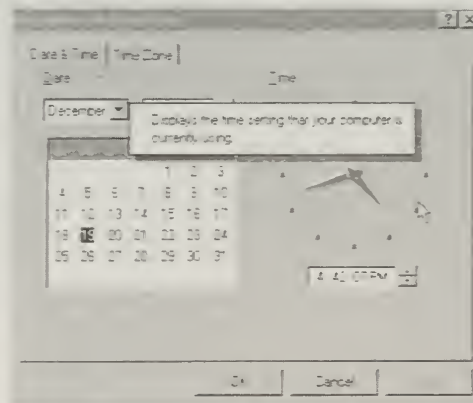 ? X
Date & Time Time Zone
Date Time
December
Displays the time setting that your computer is
currently using.
1 2 3
4 5 6 7 8 9 10
11 12 13 14 15 16 17
18 19 20 21 22 23 24
25 26 27 28 29 30 31
PM
OK Cancel